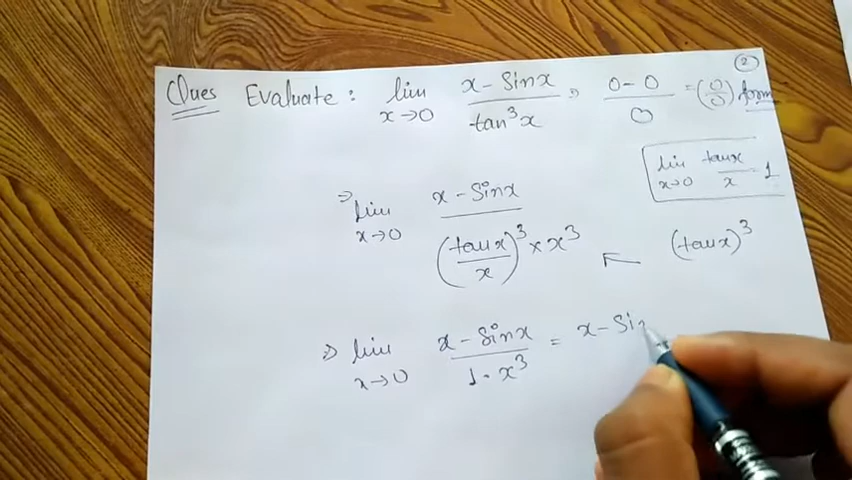 ②
Ques Evaluate: lim x→0 (x - Sinx)/(tan³x) ⇒ (0-0)/0 = (0/0) form
lim x→0 tanx/x = 1
⇒ lim x→0 (x - Sinx)/((tanx/x)³ × x³) ← (tanx)³
⇒ lim x→0 (x - Sinx)/(1·x³) = x - Sin